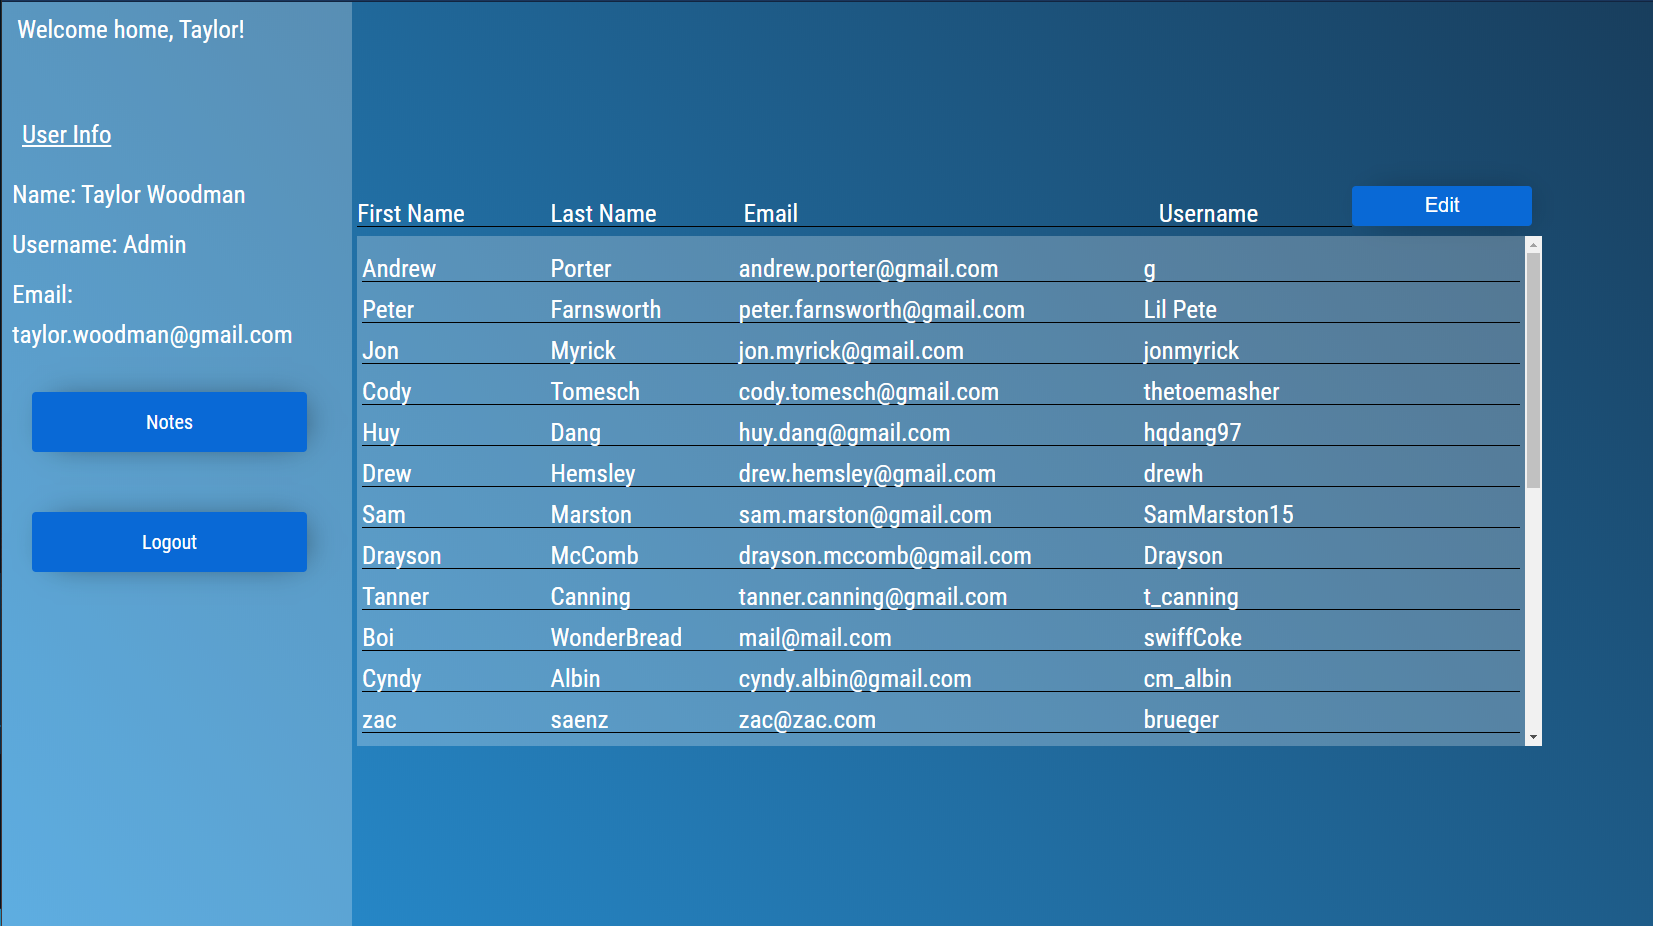 Welcome home, Taylor!
User Info
Name: Taylor Woodman
Username: Admin
Email:
taylor.woodman@gmail.com
Notes
Logout
First Name Last Name Email Username Edit
Andrew Porter andrew.porter@gmail.com g
Peter Farnsworth peter.farnsworth@gmail.com Lil Pete
Jon Myrick jon.myrick@gmail.com jonmyrick
Cody Tomesch cody.tomesch@gmail.com thetoemasher
Huy Dang huy.dang@gmail.com hqdang97
Drew Hemsley drew.hemsley@gmail.com drewh
Sam Marston sam.marston@gmail.com SamMarston15
Drayson McComb drayson.mccomb@gmail.com Drayson
Tanner Canning tanner.canning@gmail.com t_canning
Boi WonderBread mail@mail.com swiffCoke
Cyndy Albin cyndy.albin@gmail.com cm_albin
zac saenz zac@zac.com brueger